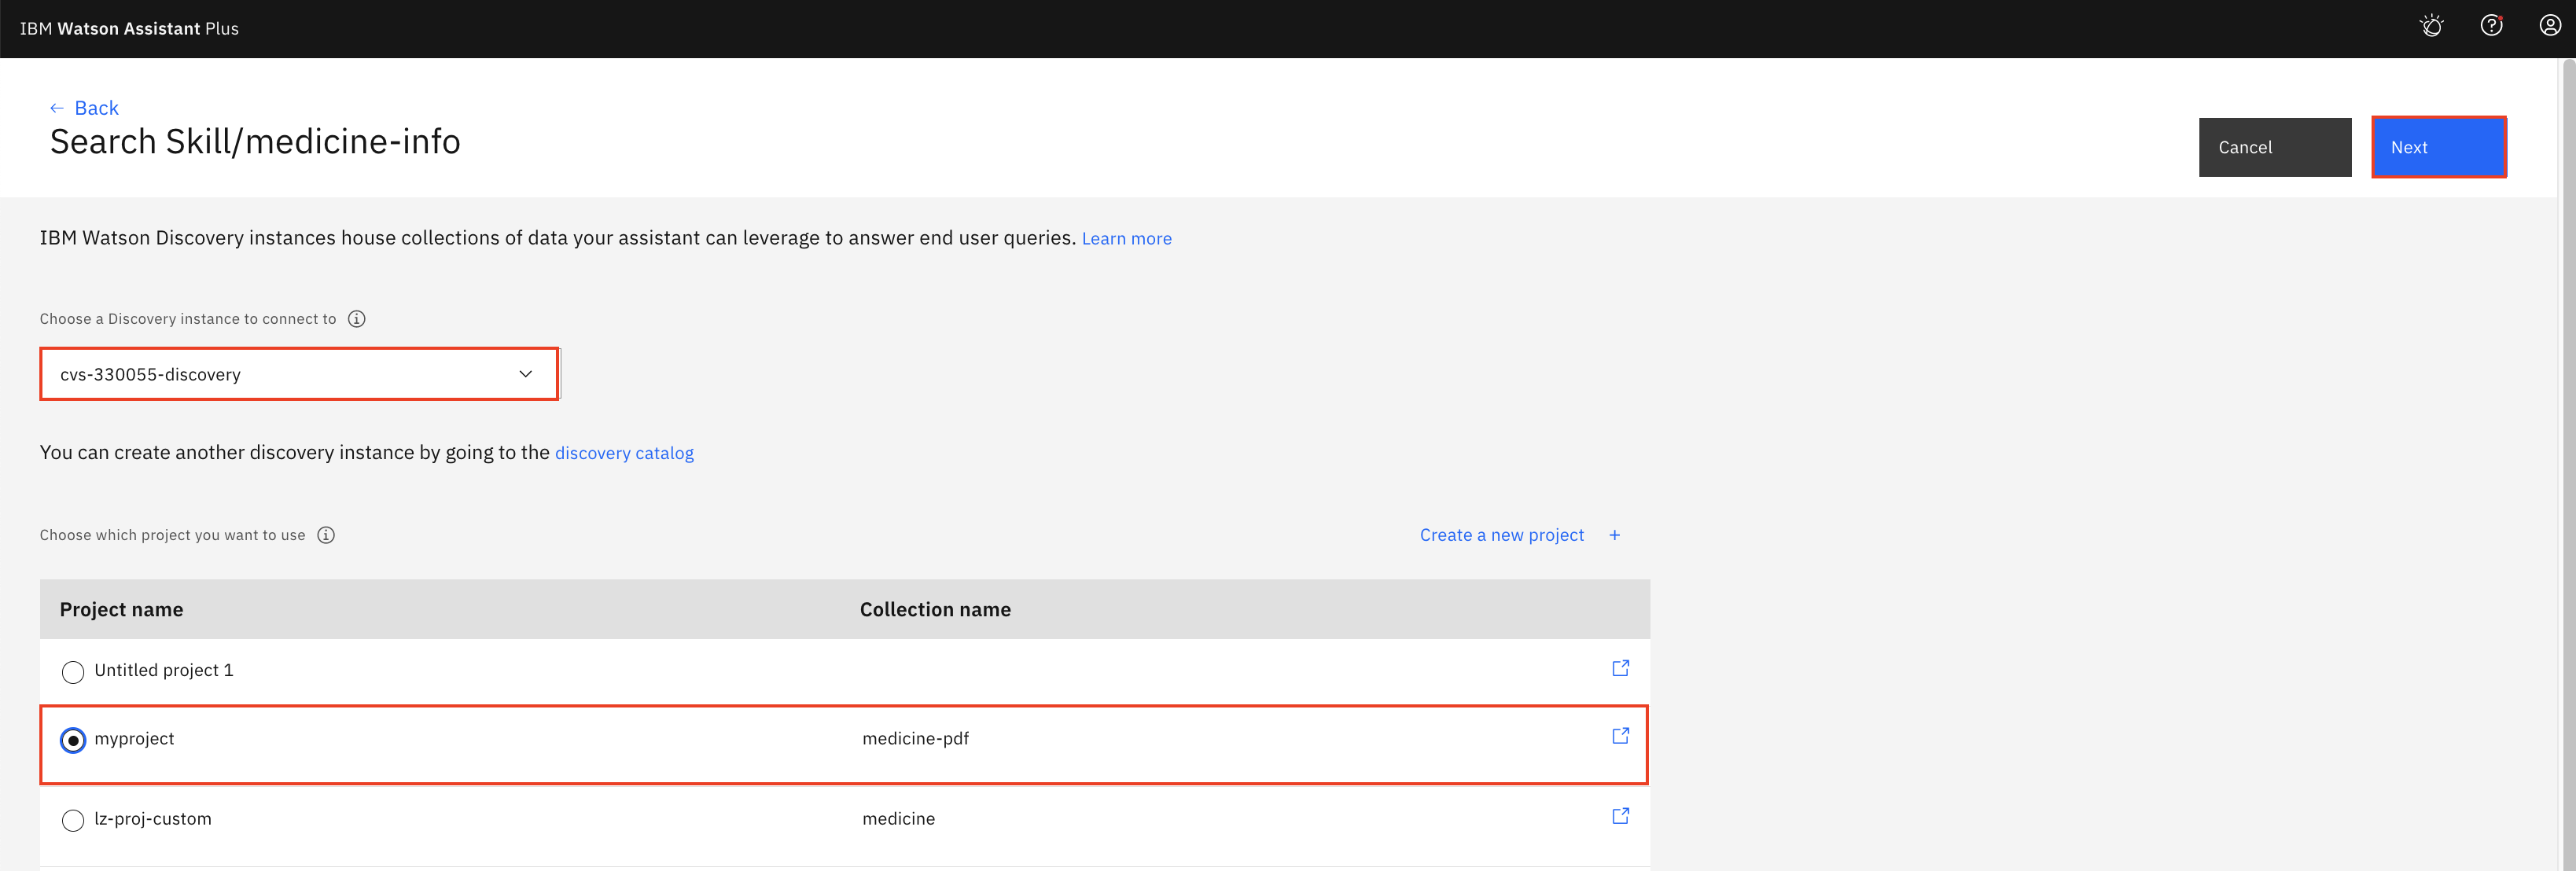 IBM Watson Assistant Plus
← Back
Search Skill/medicine-info
Cancel
Next
IBM Watson Discovery instances house collections of data your assistant can leverage to answer end user queries. Learn more
Choose a Discovery instance to connect to
cvs-330055-discovery
You can create another discovery instance by going to the discovery catalog
Choose which project you want to use
Create a new project +
Project name Collection name
Untitled project 1
myproject medicine-pdf
lz-proj-custom medicine